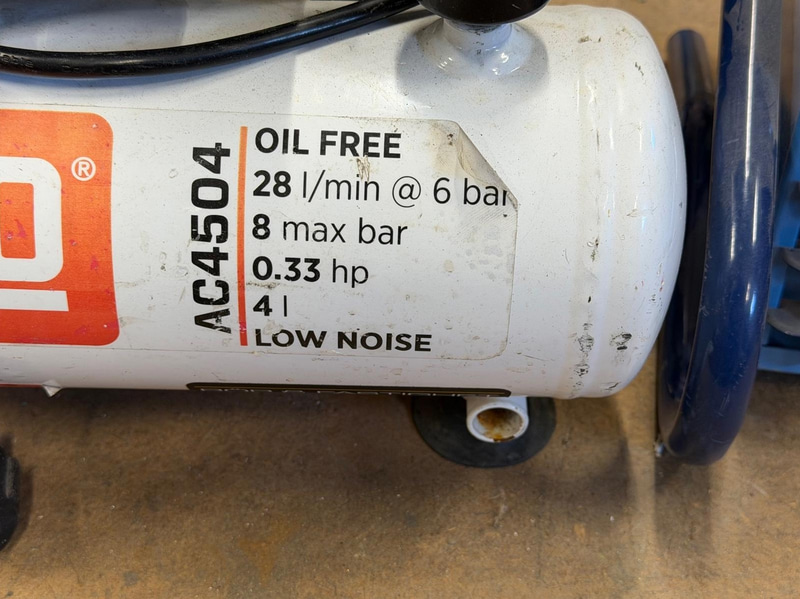 ®
AC4504
OIL FREE
28 l/min @ 6 bar
8 max bar
0.33 hp
4 l
LOW NOISE